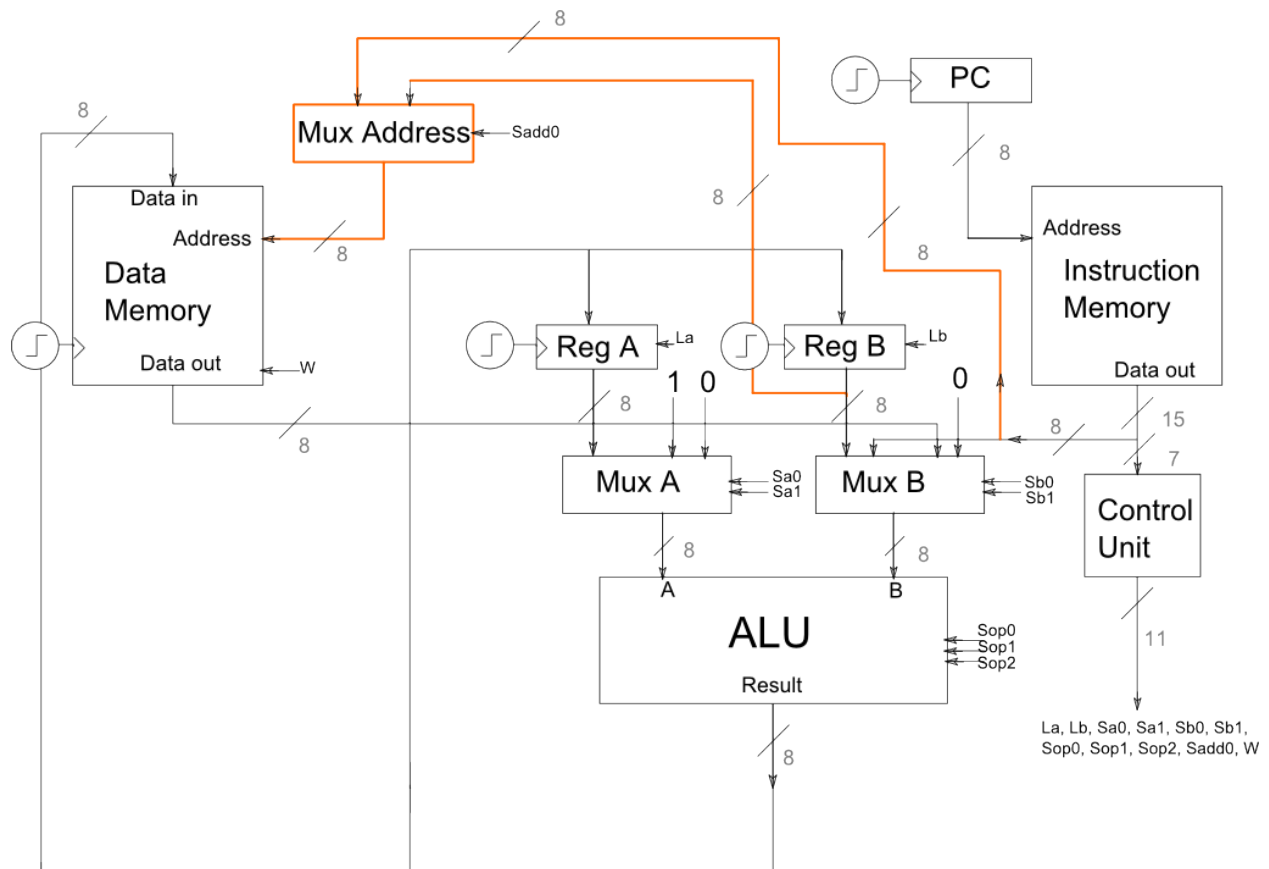 8
PC
8
Mux Address
Sadd0
8
8
Data in
Address
8
Data
Memory
Data out
W
8
8
8
Address
Instruction
Memory
Data out
15
7
8
Reg A
La
Reg B
Lb
1 0
0
8
8
Mux A
Sa0
Sa1
Mux B
Sb0
Sb1
Control
Unit
8
8
A
B
ALU
Sop0
Sop1
Sop2
Result
8
11
La, Lb, Sa0, Sa1, Sb0, Sb1,
Sop0, Sop1, Sop2, Sadd0, W